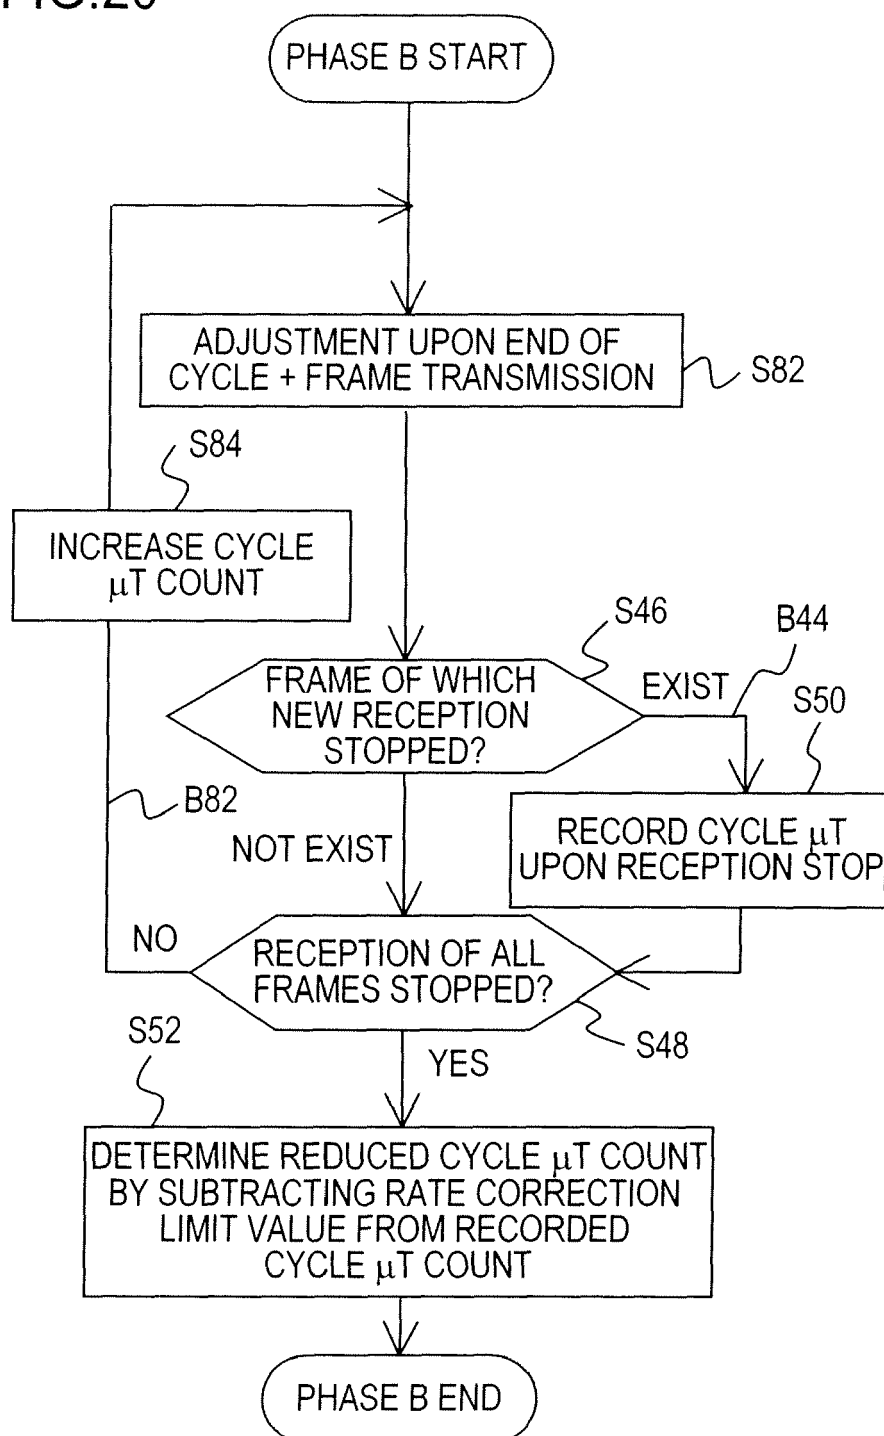 PHASE B START
ADJUSTMENT UPON END OF
CYCLE + FRAME TRANSMISSION
S82
S84
INCREASE CYCLE
μT COUNT
S46
B44
FRAME OF WHICH
NEW RECEPTION
STOPPED?
EXIST
S50
B82
NOT EXIST
RECORD CYCLE μT
UPON RECEPTION STOP
NO
RECEPTION OF ALL
FRAMES STOPPED?
S52
S48
YES
DETERMINE REDUCED CYCLE μT COUNT
BY SUBTRACTING RATE CORRECTION
LIMIT VALUE FROM RECORDED
CYCLE μT COUNT
PHASE B END